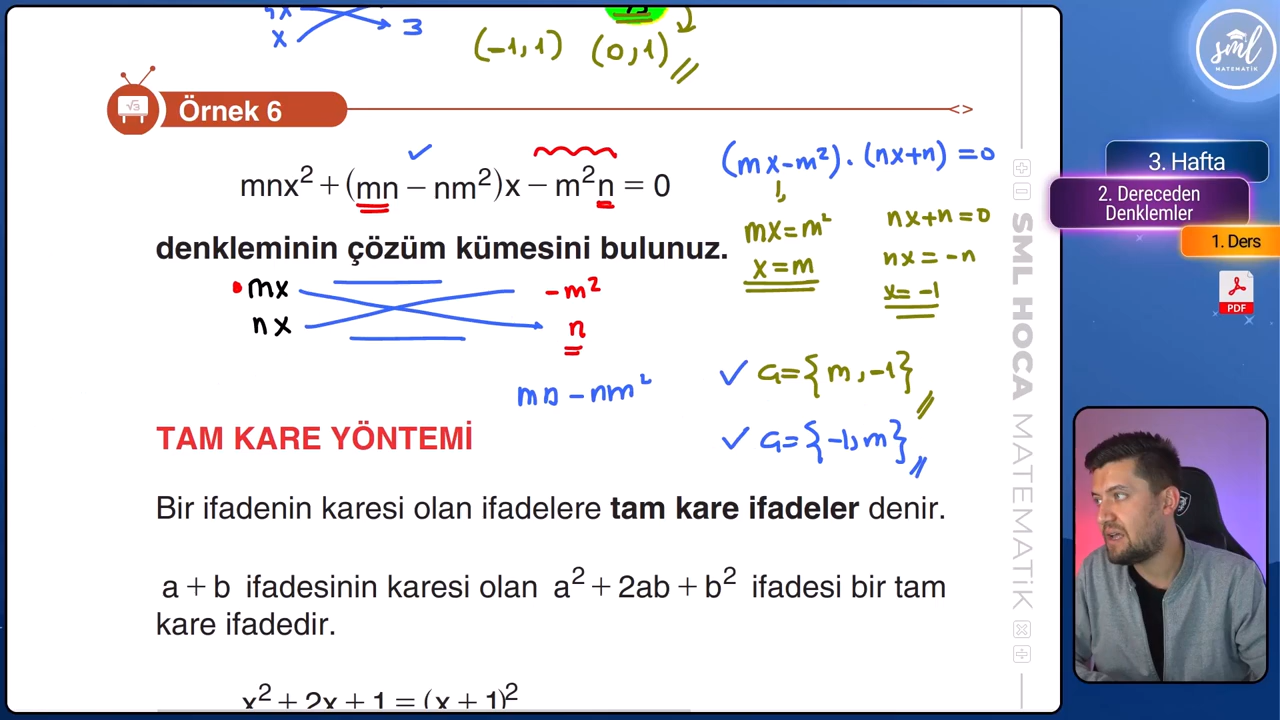 x
3
(-1,1) (0,1)
√3
Örnek 6
<>
(mx-m²).(nx+n)=0
mnx² + (mn − nm²)x − m²n = 0
mx=m²
nx+n=0
denkleminin çözüm kümesini bulunuz.
x=m
nx=-n
mx
-m²
x=-1
nx
n
Ç={m,-1}
mn-nm²
TAM KARE YÖNTEMİ
Ç={-1,m}
Bir ifadenin karesi olan ifadelere tam kare ifadeler denir.
a + b ifadesinin karesi olan a² + 2ab + b² ifadesi bir tam
kare ifadedir.
x² + 2x + 1 = (x + 1)²
SML HOCA MATEMATİK
sml
MATEMATİK
3. Hafta
2. Dereceden
Denklemler
1. Ders
PDF